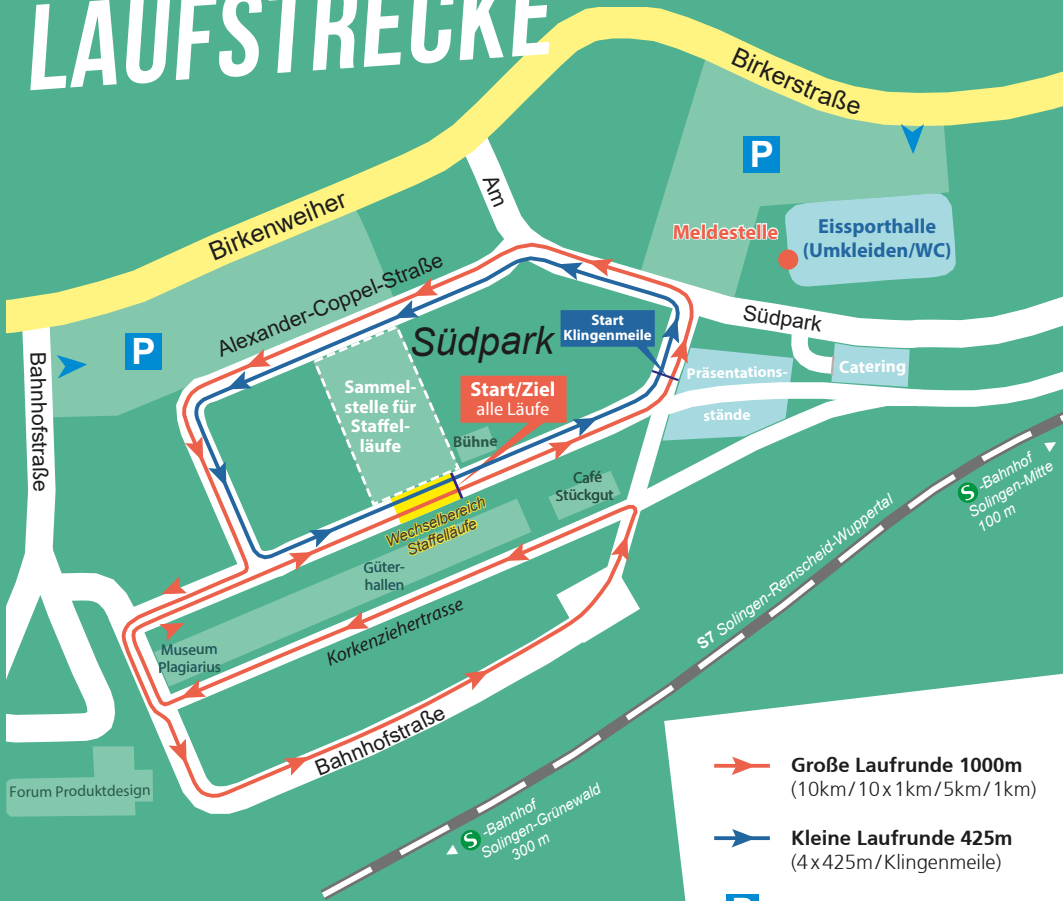 LAUFSTRECKE
Birkerstraße
P
Am
Birkenweiher
Meldestelle
Eissporthalle
(Umkleiden/WC)
Alexander-Coppel-Straße
Südpark
Südpark
Start
Klingenmeile
P
Bahnhofstraße
Präsentations-
stände
Catering
Sammel-
stelle für
Staffel-
läufe
Start/Ziel
alle Läufe
Bühne
Café
Stückgut
Wechselbereich
Staffelläufe
Güter-
hallen
S-Bahnhof
Solingen-Mitte
100 m
S7 Solingen-Remscheid-Wuppertal
Korkenziehertrasse
Museum
Plagiarius
Bahnhofstraße
Forum Produktdesign
S-Bahnhof
Solingen-Grünewald
300 m
Große Laufrunde 1000m
(10km/10x1km/5km/1km)
Kleine Laufrunde 425m
(4x425m/Klingenmeile)